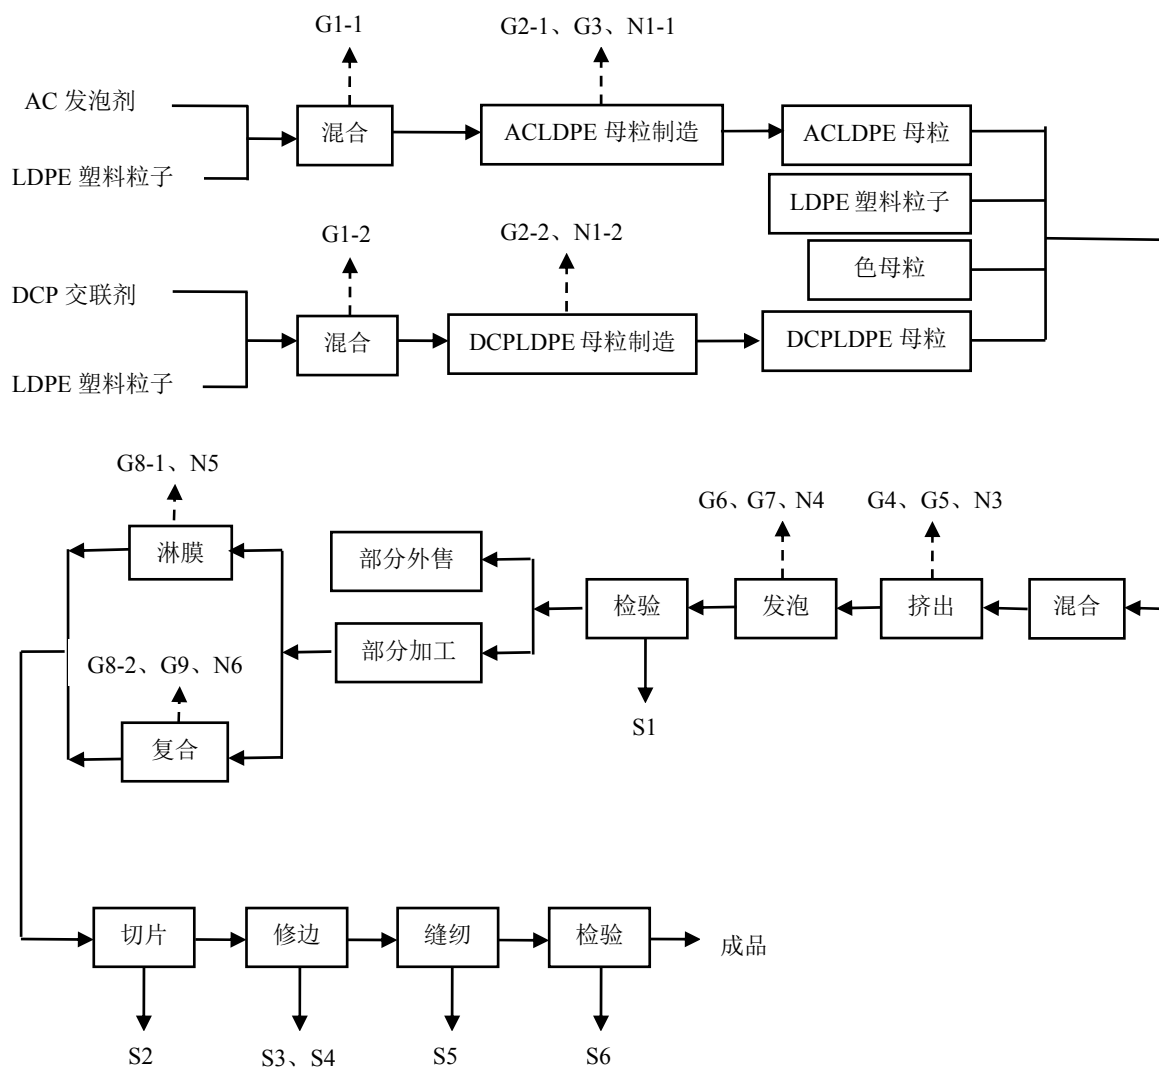 G1-1
G2-1、G3、N1-1
AC 发泡剂
混合
ACLDPE 母粒制造
ACLDPE 母粒
LDPE 塑料粒子
LDPE 塑料粒子
G1-2
G2-2、N1-2
色母粒
DCP 交联剂
混合
DCPLDPE 母粒制造
DCPLDPE 母粒
LDPE 塑料粒子
G8-1、N5
G6、G7、N4
G4、G5、N3
淋膜
部分外售
检验
发泡
挤出
混合
部分加工
G8-2、G9、N6
S1
复合
切片
修边
缝纫
检验
成品
S2
S3、S4
S5
S6